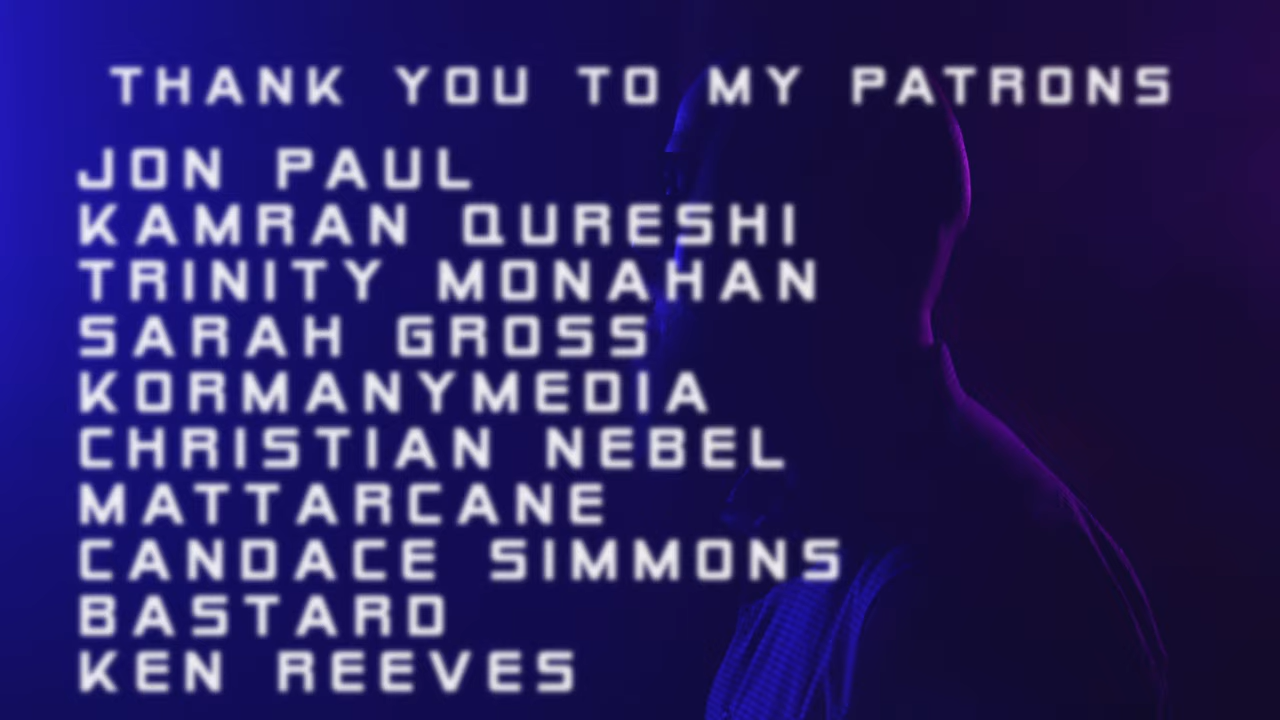 THANK YOU TO MY PATRONS
JON PAUL
KAMRAN QURESHI
TRINITY MONAHAN
SARAH GROSS
KORMANYMEDIA
CHRISTIAN NEBEL
MATTARCANE
CANDACE SIMMONS
BASTARD
KEN REEVES